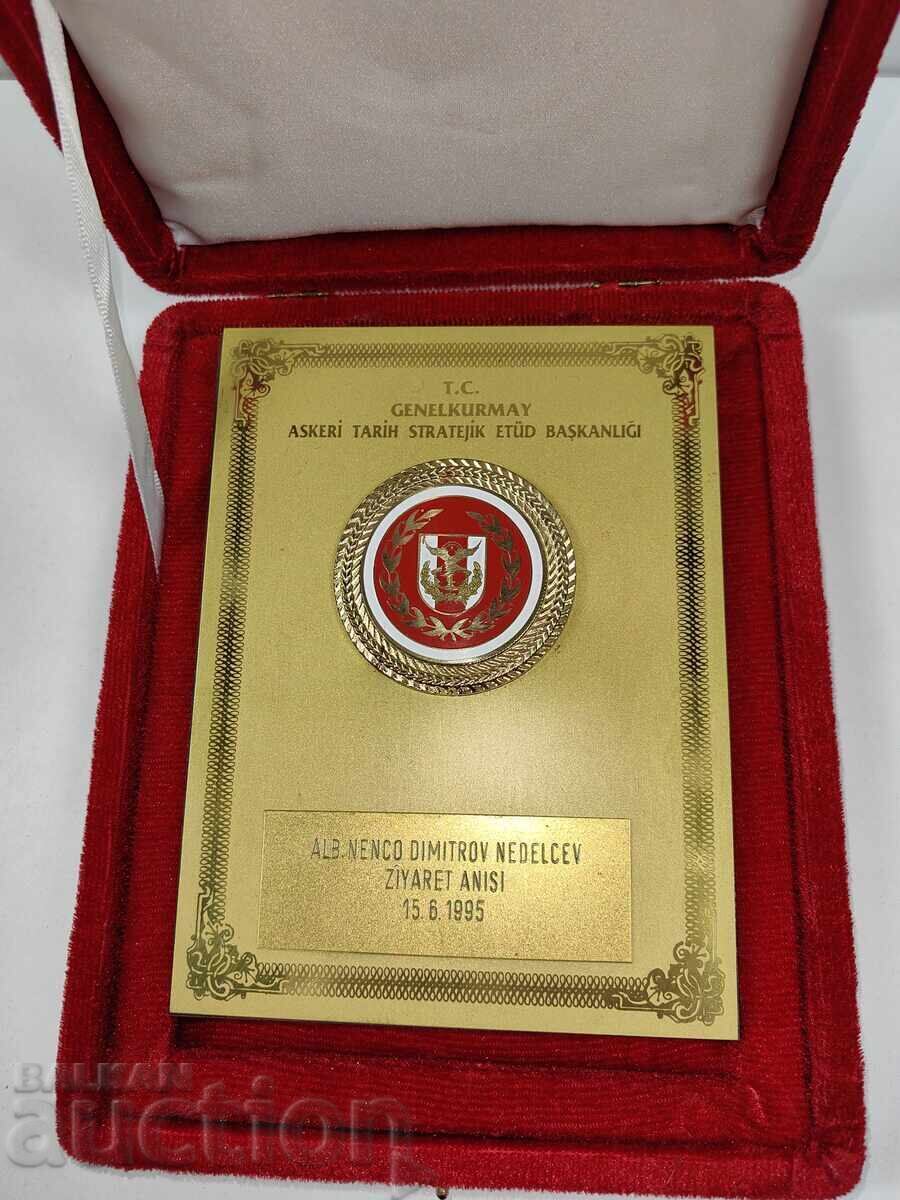 T.C.
GENELKURMAY
ASKERİ TARİH STRATEJİK ETÜD BAŞKANLIĞI
ALB. NENCO DIMITROV NEDELCEV
ZİYARET ANISI
15.6.1995
BALKAN
auction